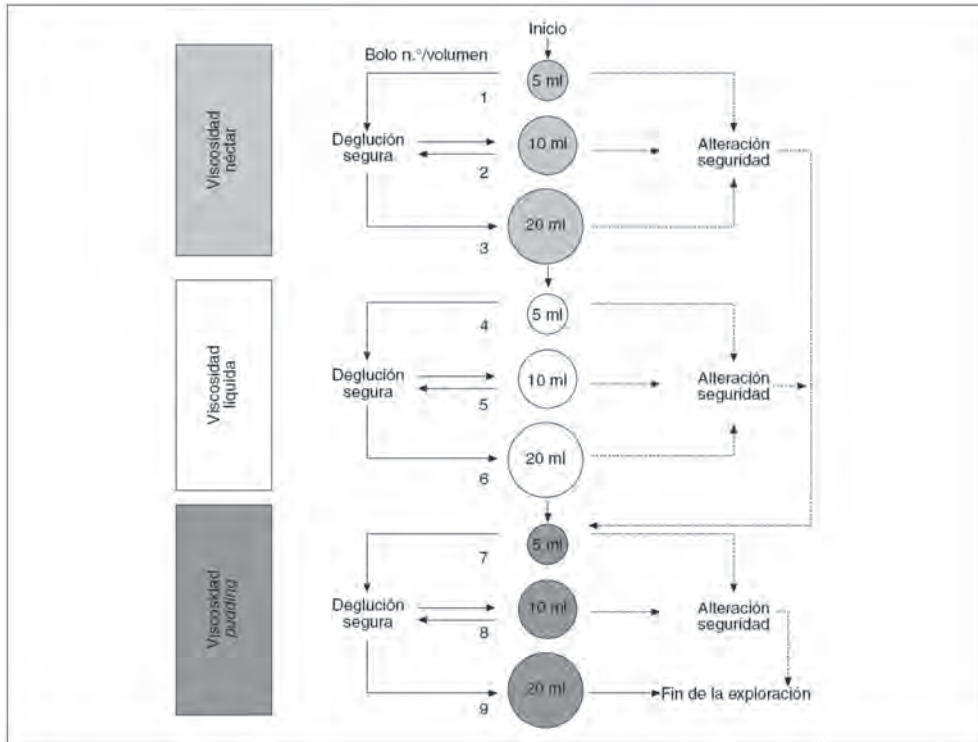 Inicio
Bolo n.°/volumen
Viscosidad
néctar
5 ml
1
Deglución
segura
10 ml
Alteración
seguridad
2
20 ml
3
Viscosidad
líquida
5 ml
4
Deglución
segura
10 ml
Alteración
seguridad
5
20 ml
6
Viscosidad
pudding
5 ml
7
Deglución
segura
10 ml
Alteración
seguridad
8
20 ml
Fin de la exploración
9